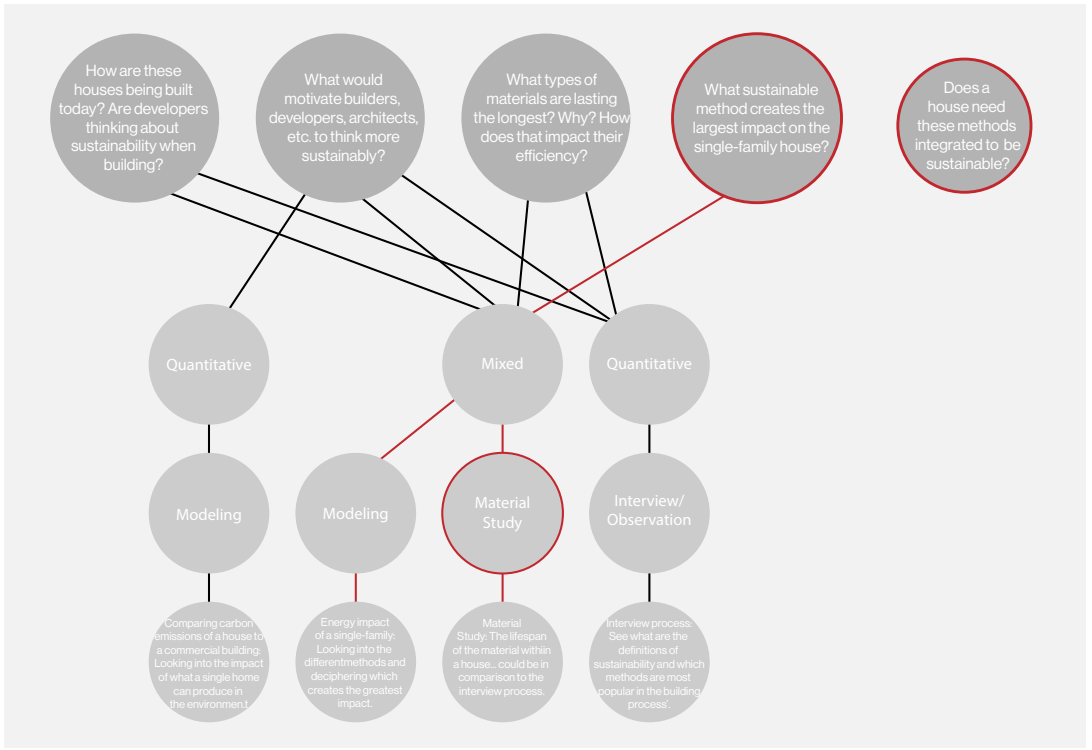 How are these
houses being built
today? Are developers
thinking about
sustainability when
building?
What would
motivate builders,
developers, architects,
etc. to think more
sustainably?
What types of
materials are lasting
the longest? Why? How
does that impact their
efficiency?
What sustainable
method creates the
largest impact on the
single-family house?
Does a
house need
these methods
integrated to be
sustainable?
Quantitative
Mixed
Quantitative
Modeling
Modeling
Material
Study
Interview/
Observation
Comparing carbon
emissions of a house to
a commercial building:
Looking into the impact
of what a single home
can produce in
the environmen.t
Energy impact
of a single-family:
Looking into the
differentmethods and
deciphering which
creates the greatest
impact.
Material
Study: The lifespan
of the material withiin
a house... could be in
comparison to the
interview process.
Interview process:
See what are the
definitions of
sustainability and which
methods are most
popular in the building
process'.